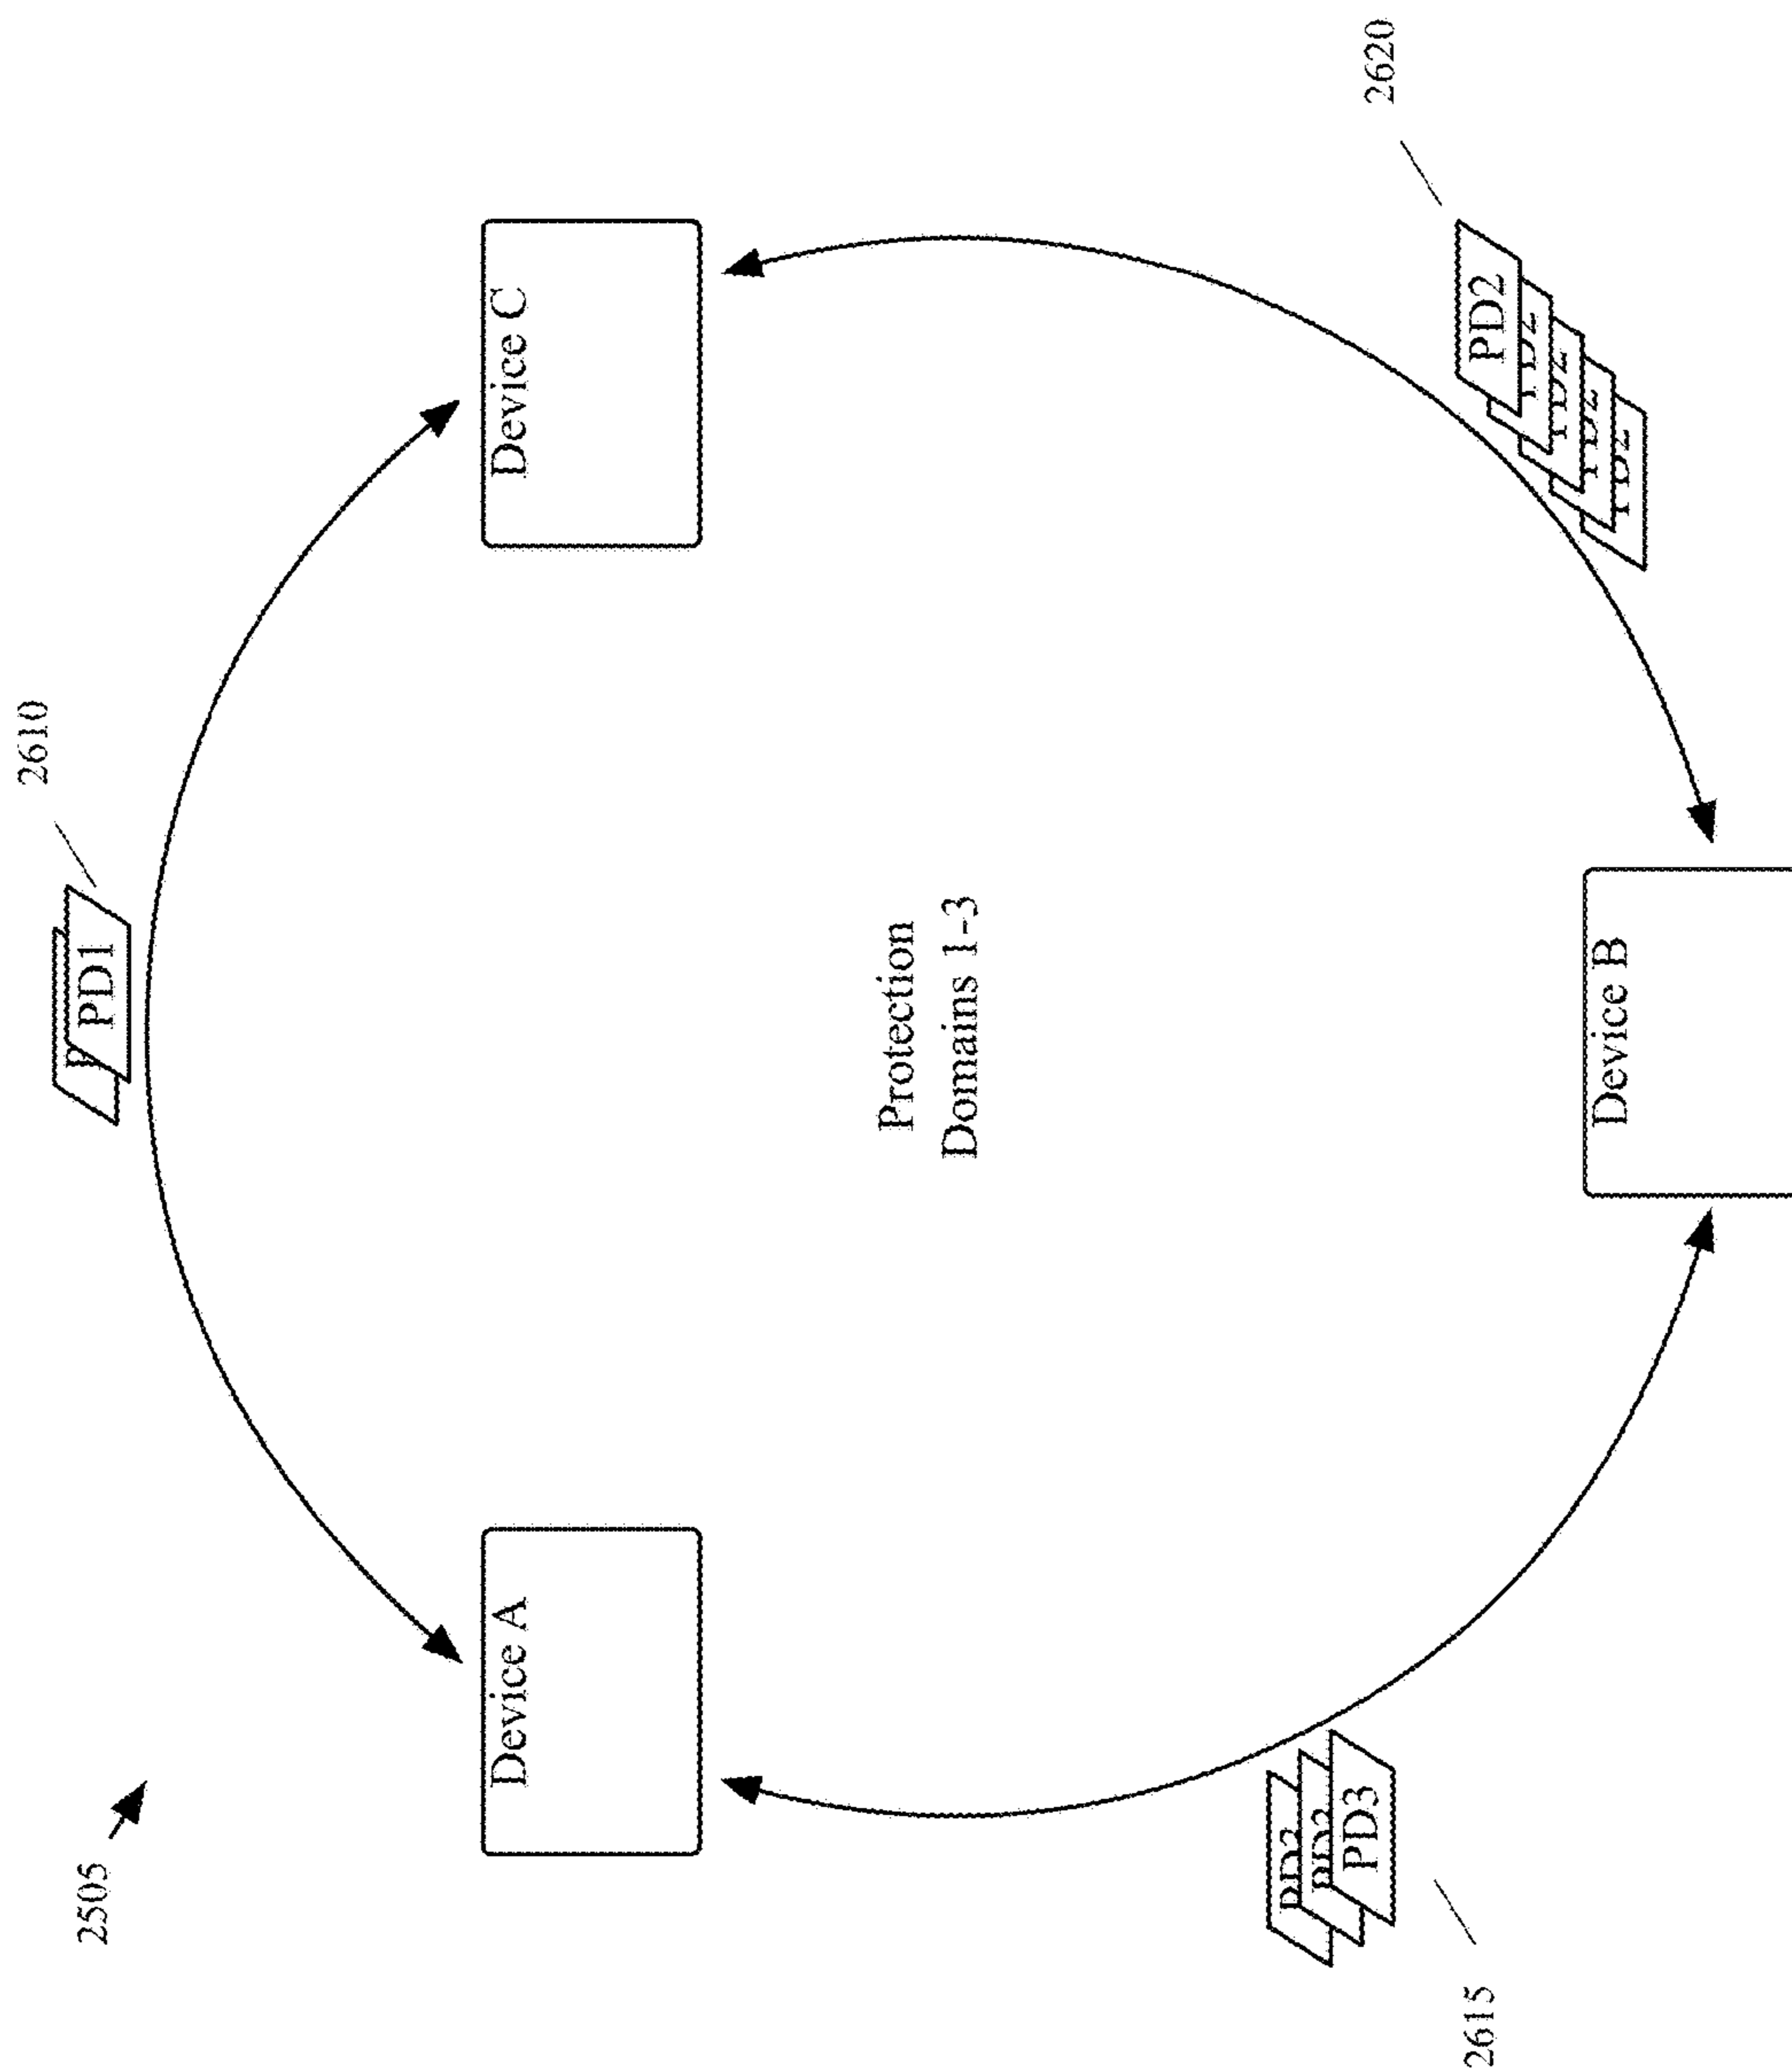 2610
2505
PD1
Device A
Device C
Protection
Domains 1-3
PD3
2620
2615
PD2
Device B